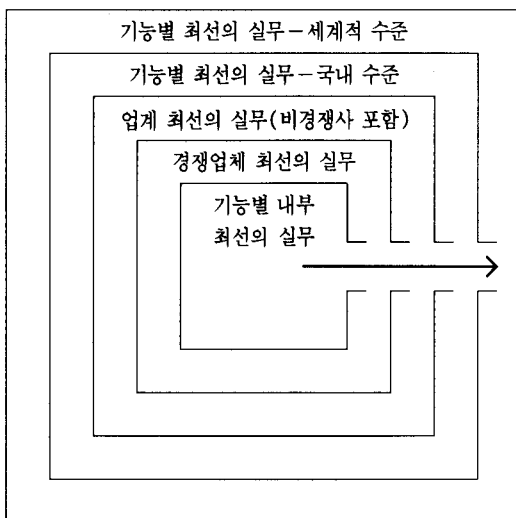 기능별 최선의 실무-세계적 수준
기능별 최선의 실무-국내 수준
업계 최선의 실무(비경쟁사 포함)
경쟁업체 최선의 실무
기능별 내부
최선의 실무